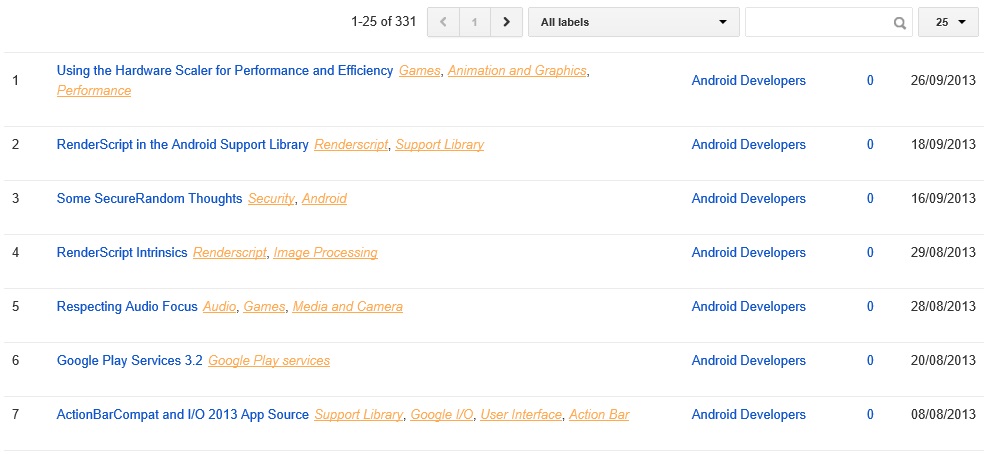 1-25 of 331 1 All labels 25
1 Using the Hardware Scaler for Performance and Efficiency Games, Animation and Graphics, Android Developers 0 26/09/2013
Performance
2 RenderScript in the Android Support Library Renderscript, Support Library Android Developers 0 18/09/2013
3 Some SecureRandom Thoughts Security, Android Android Developers 0 16/09/2013
4 RenderScript Intrinsics Renderscript, Image Processing Android Developers 0 29/08/2013
5 Respecting Audio Focus Audio, Games, Media and Camera Android Developers 0 28/08/2013
6 Google Play Services 3.2 Google Play services Android Developers 0 20/08/2013
7 ActionBarCompat and I/O 2013 App Source Support Library, Google I/O, User Interface, Action Bar Android Developers 0 08/08/2013